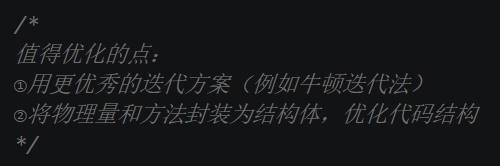 /*
值得优化的点：
①用更优秀的迭代方案（例如牛顿迭代法）
②将物理量和方法封装为结构体，优化代码结构
*/